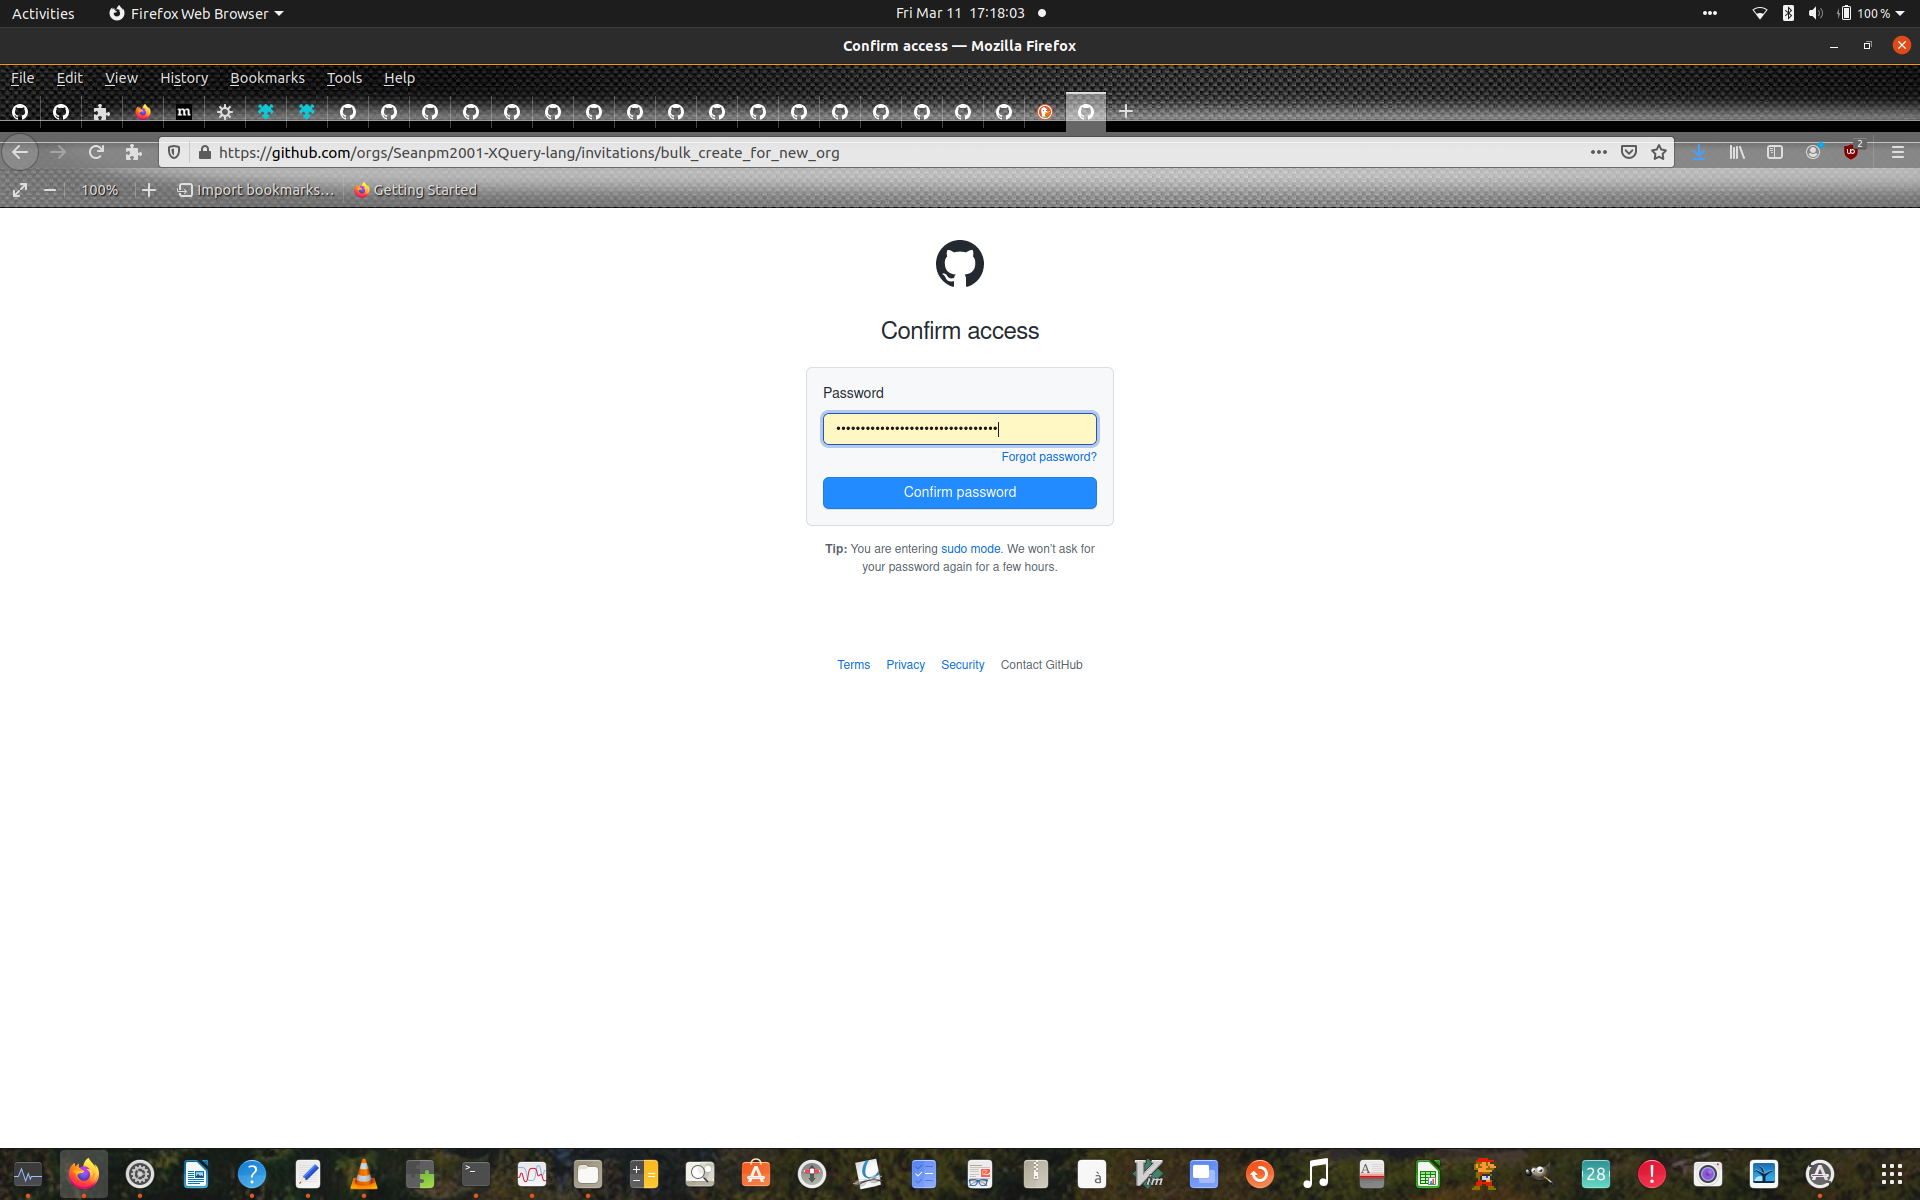 Activities Firefox Web Browser Fri Mar 11 17:18:03 100 %
Confirm access — Mozilla Firefox
File Edit View History Bookmarks Tools Help
m
https://github.com/orgs/Seanpm2001-XQuery-lang/invitations/bulk_create_for_new_org 2
100% Import bookmarks... Getting Started
Confirm access
Password
••••••••••••••••••••••••••••••••••
Forgot password?
Confirm password
Tip: You are entering sudo mode. We won't ask for
your password again for a few hours.
Terms Privacy Security Contact GitHub
28